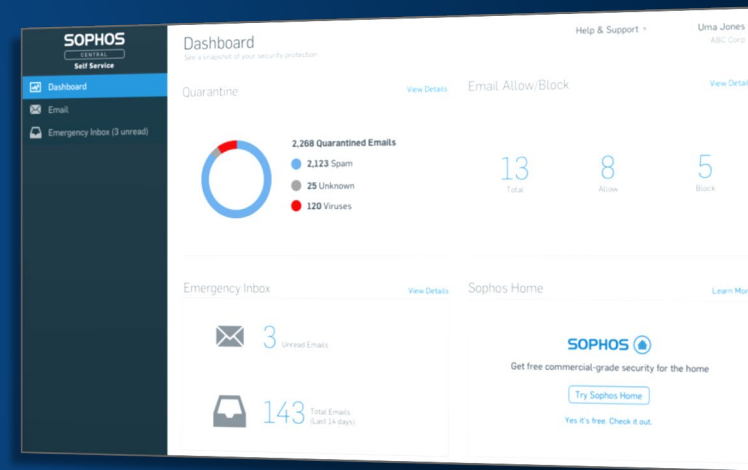 SOPHOS
CENTRAL
Self Service
Dashboard
Email
Emergency Inbox (3 unread)
Dashboard
See a snapshot of your security protection
Help & Support
Uma Jones
ABC Corp
Quarantine
View Details
2,268 Quarantined Emails
2,123 Spam
25 Unknown
120 Viruses
Email Allow/Block
View Detai
13
Total
8
Allow
5
Block
Emergency Inbox
View Details
3 Unread Emails
143 Total Emails
(Last 14 days)
Sophos Home
Learn Mor
SOPHOS
Get free commercial-grade security for the home
Try Sophos Home
Yes it's free. Check it out.